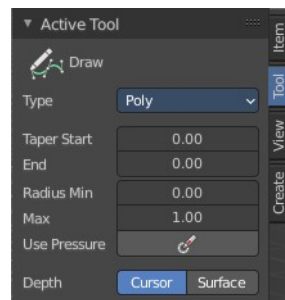 Active Tool
Draw
Type Poly
Taper Start 0.00
End 0.00
Radius Min 0.00
Max 1.00
Use Pressure
Depth Cursor Surface
Item
Tool
View
Create